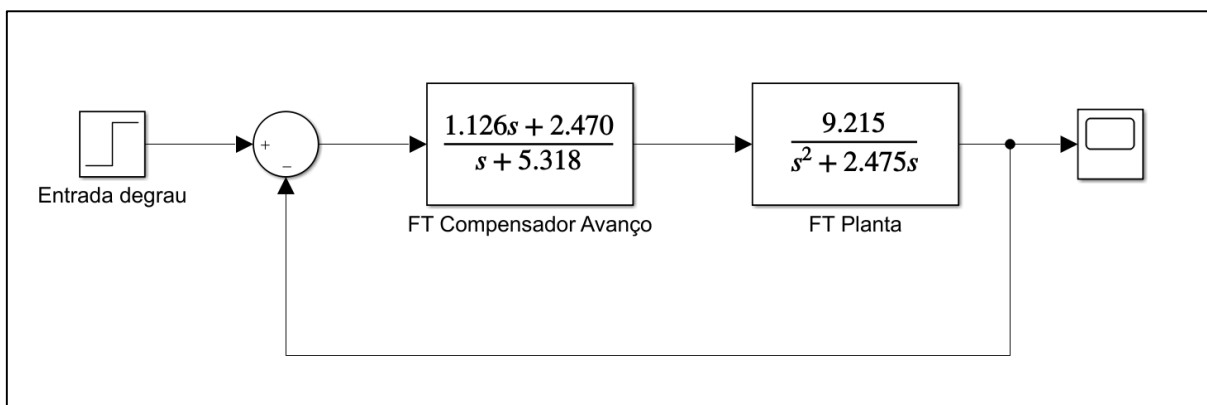 Entrada degrau
+
−
1.126s + 2.470
s + 5.318
FT Compensador Avanço
9.215
s² + 2.475s
FT Planta